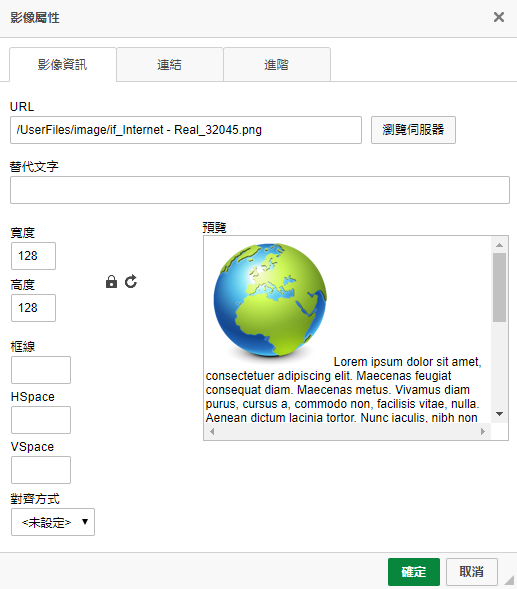 影像屬性
影像資訊
連結
進階
URL
/UserFiles/image/if_Internet - Real_32045.png
瀏覽伺服器
替代文字
寬度
128
高度
128
預覽
Lorem ipsum dolor sit amet,
consectetuer adipiscing elit. Maecenas feugiat
consequat diam. Maecenas metus. Vivamus diam
purus, cursus a, commodo non, facilisis vitae, nulla.
Aenean dictum lacinia tortor. Nunc iaculis, nibh non
框線
HSpace
VSpace
對齊方式
<未設定>
確定
取消